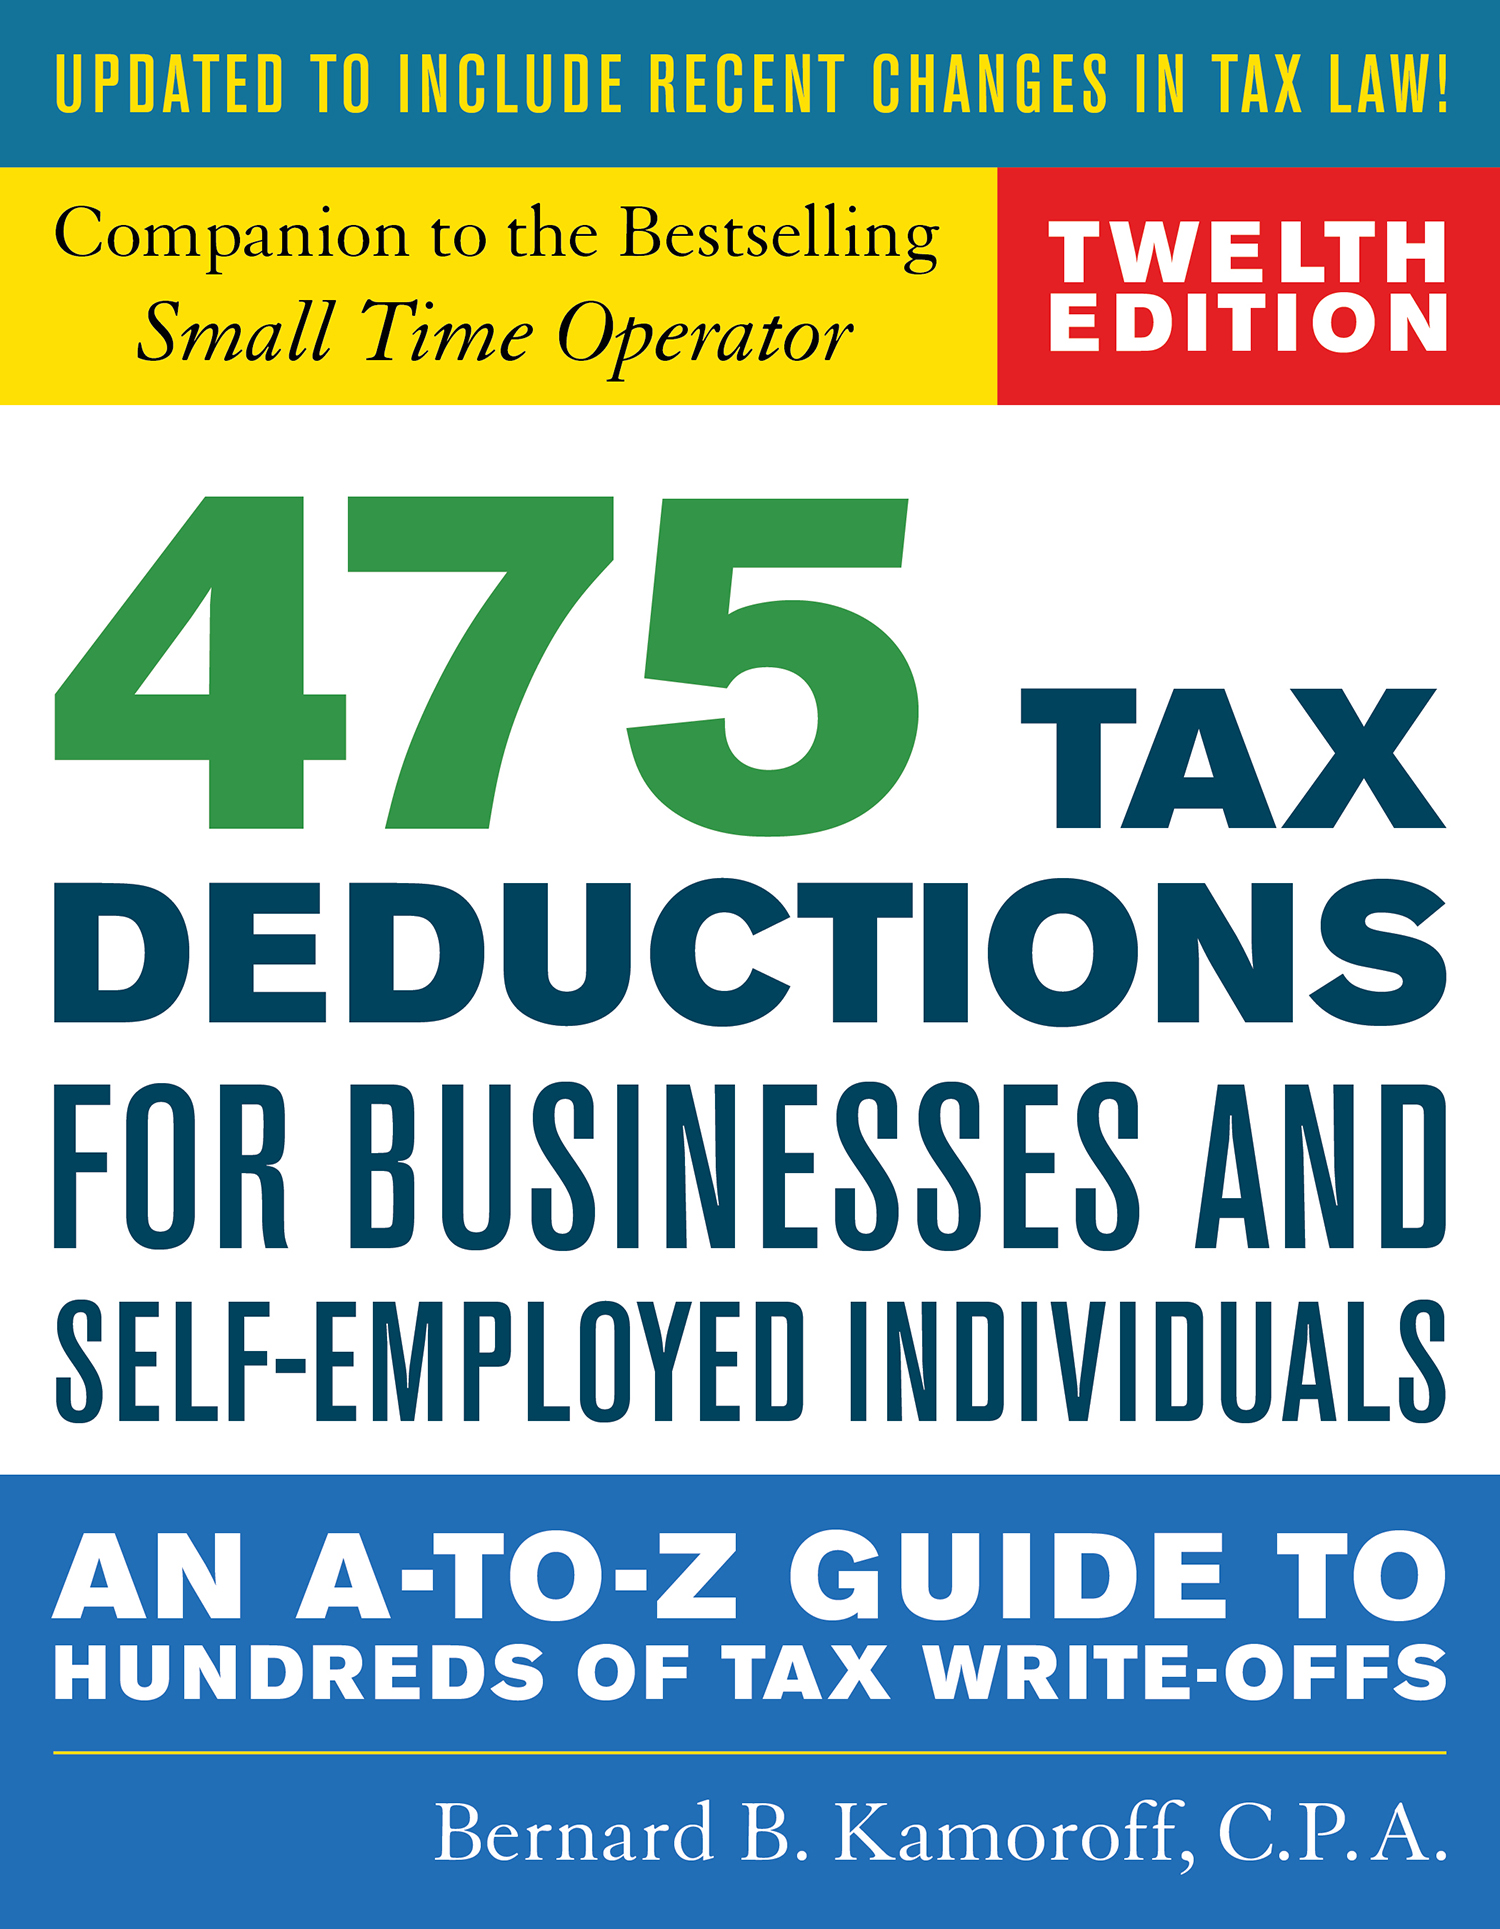 UPDATED TO INCLUDE RECENT CHANGES IN TAX LAW!
Companion to the Bestselling
Small Time Operator
TWELTH
EDITION
475 TAX
DEDUCTIONS
FOR BUSINESSES AND
SELF-EMPLOYED INDIVIDUALS
AN A-TO-Z GUIDE TO
HUNDREDS OF TAX WRITE-OFFS
Bernard B. Kamoroff, C.P.A.